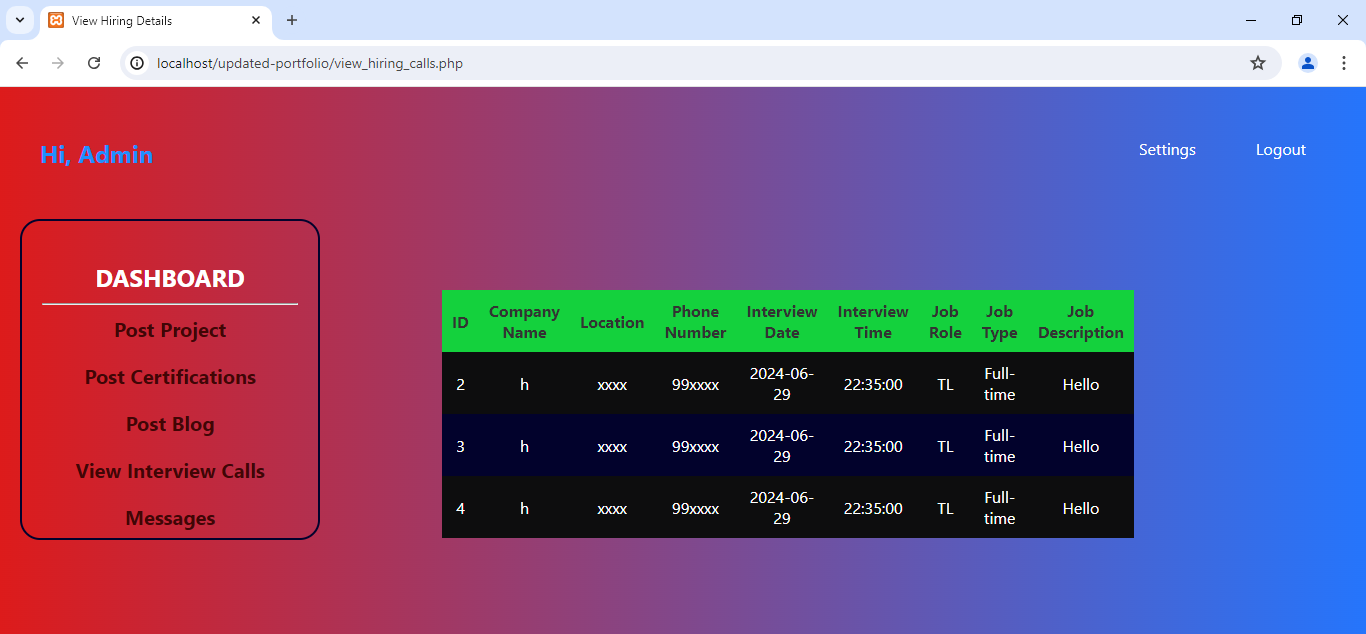 View Hiring Details
localhost/updated-portfolio/view_hiring_calls.php
Hi, Admin
Settings
Logout
DASHBOARD
Post Project
Post Certifications
Post Blog
View Interview Calls
Messages
ID Company Name Location Phone Number Interview Date Interview Time Job Role Job Type Job Description
2 h xxxx 99xxxx 2024-06-29 22:35:00 TL Full-time Hello
3 h xxxx 99xxxx 2024-06-29 22:35:00 TL Full-time Hello
4 h xxxx 99xxxx 2024-06-29 22:35:00 TL Full-time Hello